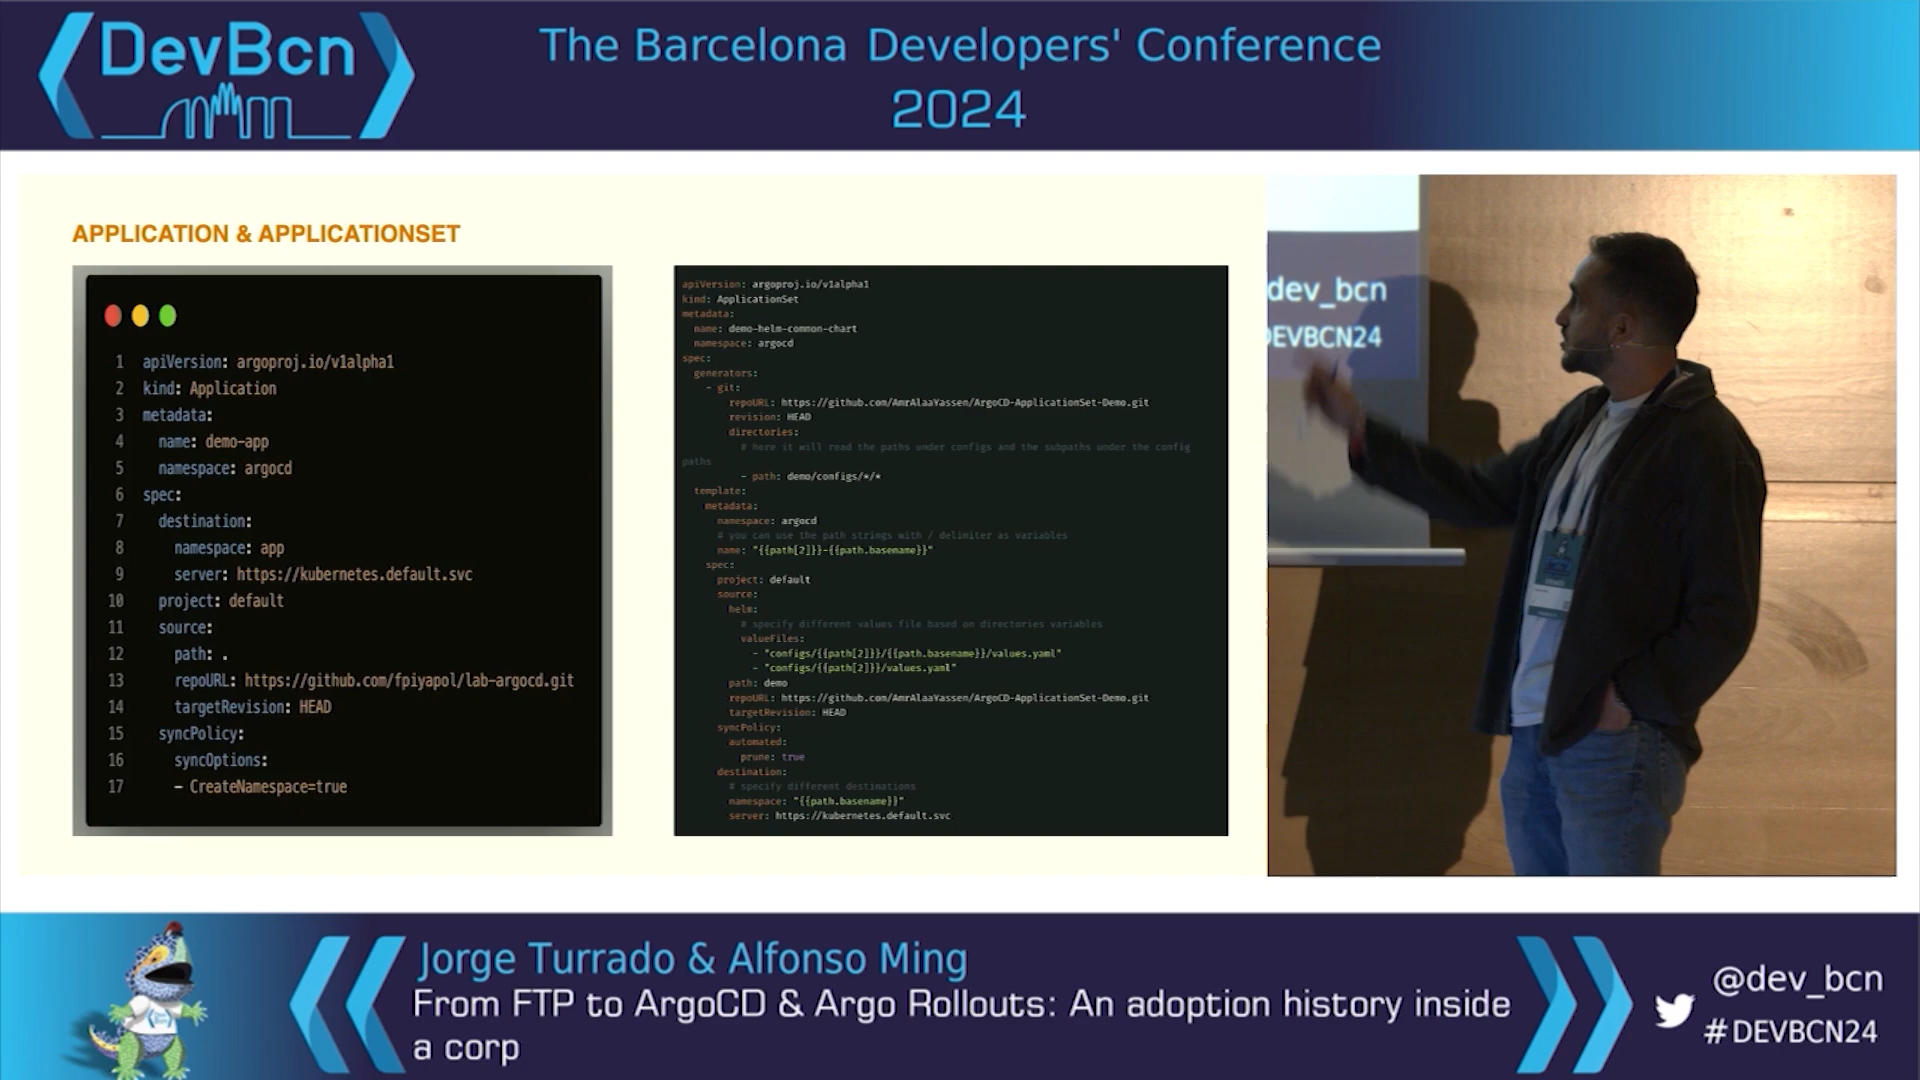 DevBcn
The Barcelona Developers' Conference
2024
APPLICATION & APPLICATIONSET
1 apiVersion: argoproj.io/v1alpha1
2 kind: Application
3 metadata:
4 name: demo-app
5 namespace: argocd
6 spec:
7 destination:
8 namespace: app
9 server: https://kubernetes.default.svc
10 project: default
11 source:
12 path: .
13 repoURL: https://github.com/fpiyapol/lab-argocd.git
14 targetRevision: HEAD
15 syncPolicy:
16 syncOptions:
17 - CreateNamespace=true
apiVersion: argoproj.io/v1alpha1
kind: ApplicationSet
metadata:
name: demo-helm-common-chart
namespace: argocd
spec:
generators:
- git:
repoURL: https://github.com/AmrAlaaYassen/ArgoCD-ApplicationSet-Demo.git
revision: HEAD
directories:
# here it will read the paths under configs and the subpaths under the config
paths
- path: demo/configs/*/*
template:
metadata:
namespace: argocd
# you can use the path strings with / delimiter as variables
name: "{{path[2]}}-{{path.basename}}"
spec:
project: default
source:
helm:
# specify different values file based on directories variables
valueFiles:
- "configs/{{path[2]}}/{{path.basename}}/values.yaml"
- "configs/{{path[2]}}/values.yaml"
path: demo
repoURL: https://github.com/AmrAlaaYassen/ArgoCD-ApplicationSet-Demo.git
targetRevision: HEAD
syncPolicy:
automated:
prune: true
destination:
# specify different destinations
namespace: "{{path.basename}}"
server: https://kubernetes.default.svc
dev_bcn
DEVBCN24
Jorge Turrado & Alfonso Ming
From FTP to ArgoCD & Argo Rollouts: An adoption history inside
a corp
@dev_bcn
#DEVBCN24